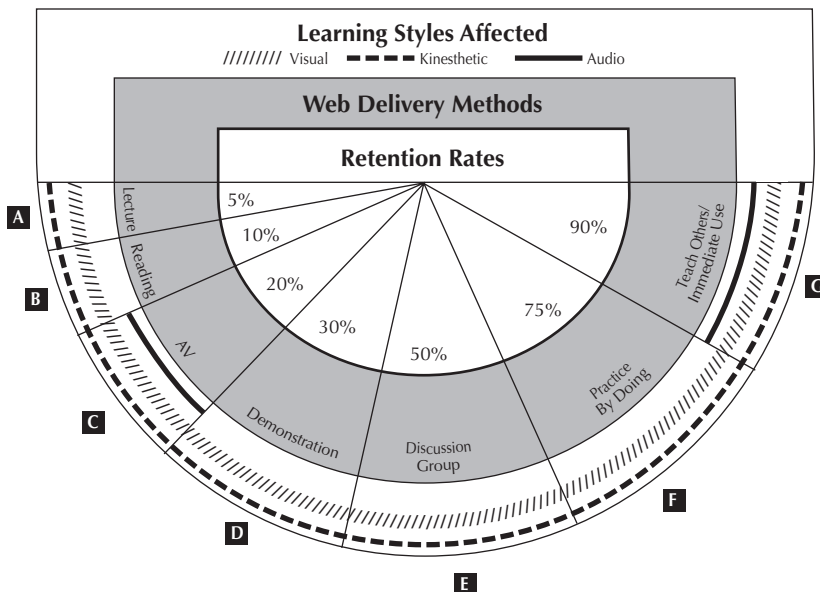 Learning Styles Affected
Visual
Kinesthetic
Audio
Web Delivery Methods
Retention Rates
5%
10%
20%
30%
50%
75%
90%
Lecture
Reading
AV
Demonstration
Discussion
Group
Practice
By Doing
Teach Others/
Immediate Use
A
B
C
D
E
F